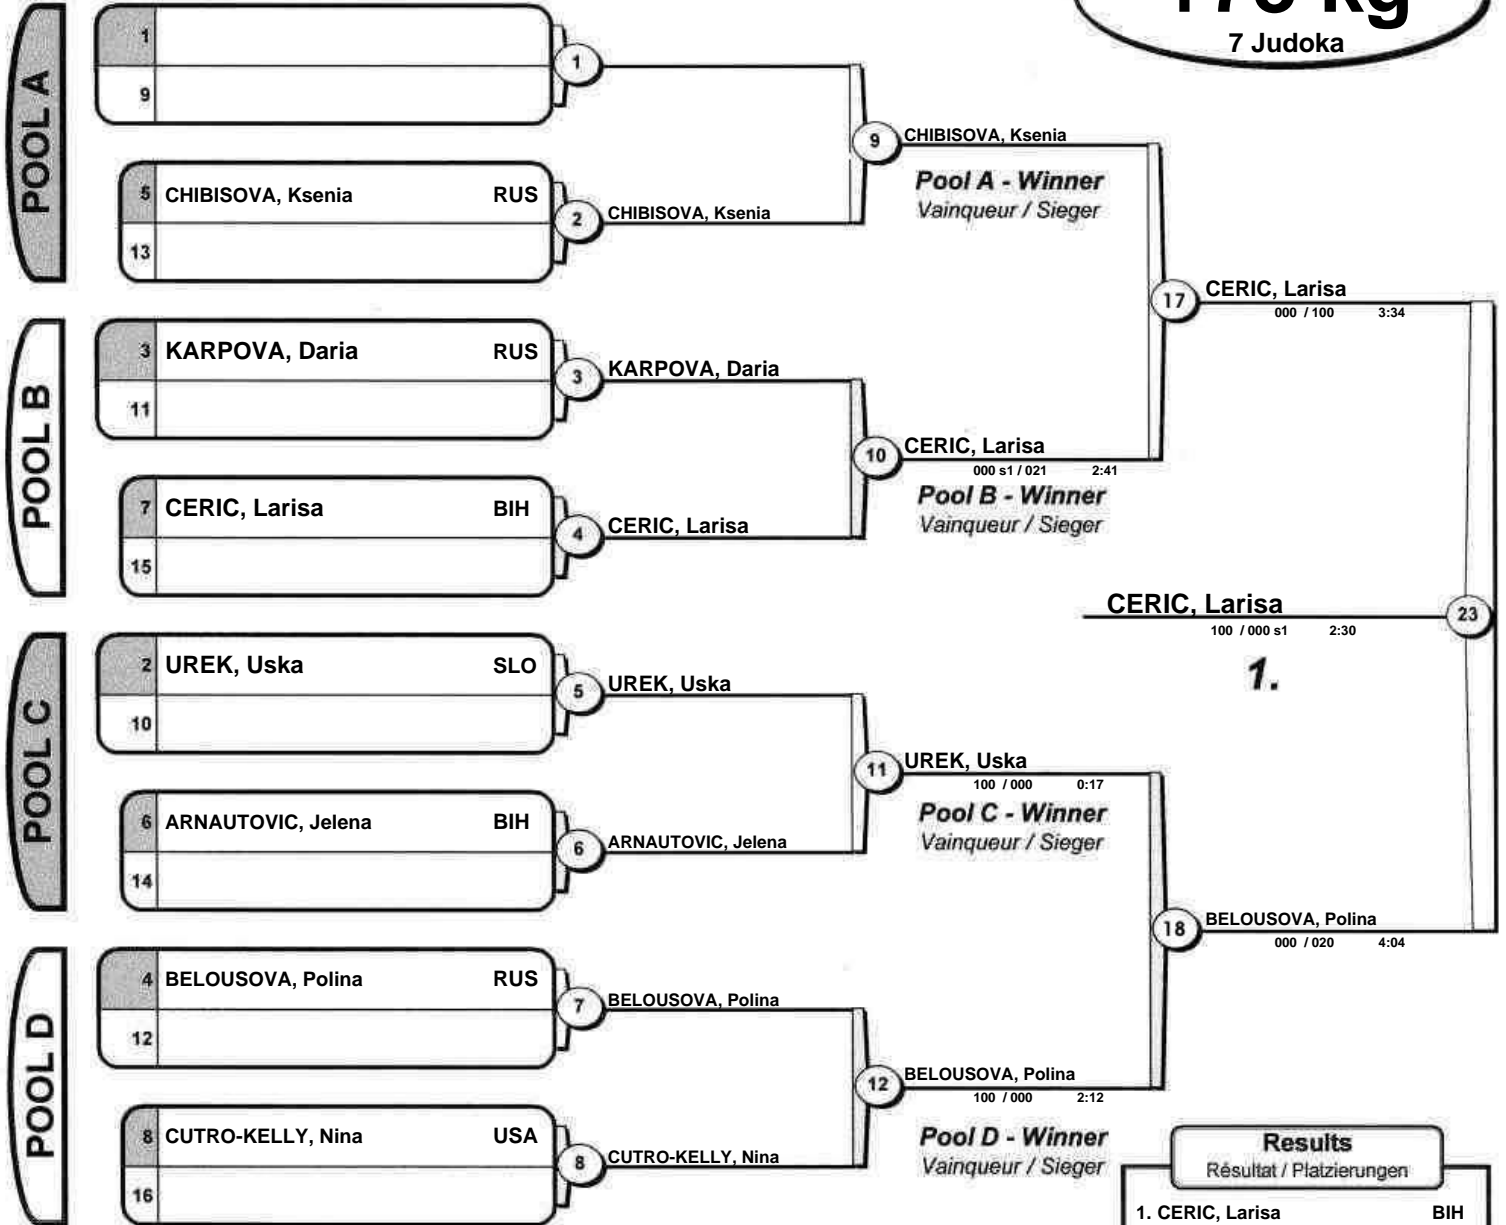 +78 kg
7 Judoka
POOL A
1
9
1
5 CHIBISOVA, Ksenia RUS
13
2
CHIBISOVA, Ksenia
9
CHIBISOVA, Ksenia
Pool A - Winner
Vainqueur / Sieger
POOL B
3 KARPOVA, Daria RUS
11
3
KARPOVA, Daria
7 CERIC, Larisa BIH
15
4
CERIC, Larisa
10
CERIC, Larisa
000 s1 / 021 2:41
Pool B - Winner
Vainqueur / Sieger
17
CERIC, Larisa
000 / 100 3:34
POOL C
2 UREK, Uska SLO
10
5
UREK, Uska
6 ARNAUTOVIC, Jelena BIH
14
6
ARNAUTOVIC, Jelena
11
UREK, Uska
100 / 000 0:17
Pool C - Winner
Vainqueur / Sieger
POOL D
4 BELOUSOVA, Polina RUS
12
7
BELOUSOVA, Polina
8 CUTRO-KELLY, Nina USA
16
8
CUTRO-KELLY, Nina
12
BELOUSOVA, Polina
100 / 000 2:12
Pool D - Winner
Vainqueur / Sieger
18
BELOUSOVA, Polina
000 / 020 4:04
CERIC, Larisa
100 / 000 s1 2:30
23
1.
Results
Résultat / Platzierungen
1. CERIC, Larisa BIH